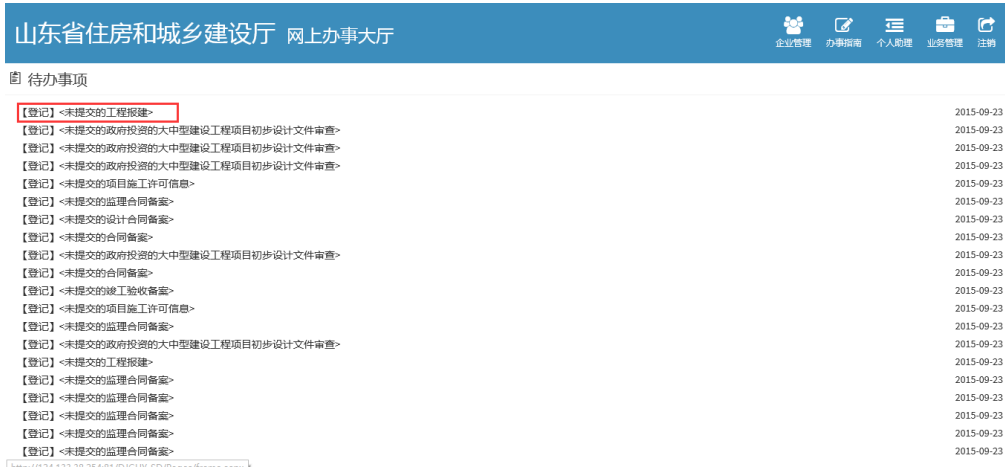 山东省住房和城乡建设厅 网上办事大厅
企业管理 办事指南 个人助理 业务管理 注销
待办事项
【登记】<未提交的工程报建> 2015-09-23
【登记】<未提交的政府投资的大中型建设工程项目初步设计文件审查> 2015-09-23
【登记】<未提交的政府投资的大中型建设工程项目初步设计文件审查> 2015-09-23
【登记】<未提交的政府投资的大中型建设工程项目初步设计文件审查> 2015-09-23
【登记】<未提交的项目施工许可信息> 2015-09-23
【登记】<未提交的监理合同备案> 2015-09-23
【登记】<未提交的设计合同备案> 2015-09-23
【登记】<未提交的合同备案> 2015-09-23
【登记】<未提交的政府投资的大中型建设工程项目初步设计文件审查> 2015-09-23
【登记】<未提交的合同备案> 2015-09-23
【登记】<未提交的竣工验收备案> 2015-09-23
【登记】<未提交的项目施工许可信息> 2015-09-23
【登记】<未提交的监理合同备案> 2015-09-23
【登记】<未提交的政府投资的大中型建设工程项目初步设计文件审查> 2015-09-23
【登记】<未提交的工程报建> 2015-09-23
【登记】<未提交的监理合同备案> 2015-09-23
【登记】<未提交的监理合同备案> 2015-09-23
【登记】<未提交的监理合同备案> 2015-09-23
【登记】<未提交的监理合同备案> 2015-09-23
【登记】<未提交的监理合同备案> 2015-09-23